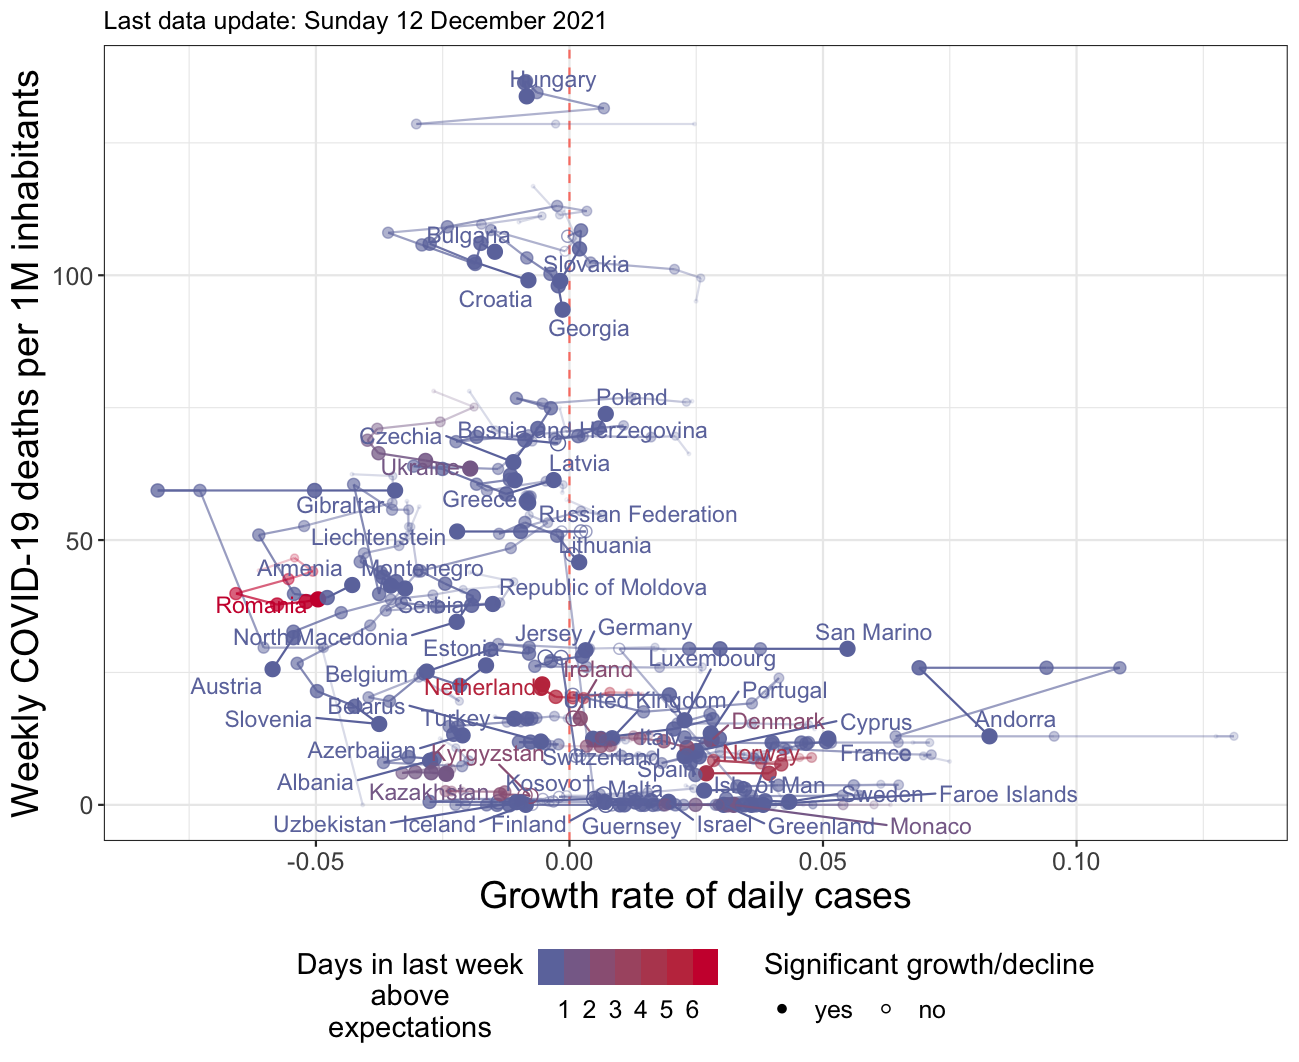 Last data update: Sunday 12 December 2021
Weekly COVID-19 deaths per 1M inhabitants
100
50
0
Hungary
Bulgaria
Slovakia
Croatia
Georgia
Poland
Czechia
Bosnia and Herzegovina
Ukraine
Latvia
Gibraltar
Greece
Russian Federation
Liechtenstein
Lithuania
Armenia
Montenegro
Republic of Moldova
Romania
Serbia
North Macedonia
Jersey
Germany
San Marino
Estonia
Luxembourg
Ireland
Austria
Belgium
Netherland
United Kingdom
Portugal
Belarus
Slovenia
Turkey
Denmark
Cyprus
Andorra
Italy
Azerbaijan
Kyrgyzstan
Switzerland
Norway
France
Spain
Albania
Kosovo†
Malta
Isle of Man
Kazakhstan
Sweden
Faroe Islands
Uzbekistan
Iceland
Finland
Guernsey
Israel
Greenland
Monaco
-0.05
0.00
0.05
0.10
Growth rate of daily cases
Days in last week
above
expectations
1 2 3 4 5 6
Significant growth/decline
yes
no